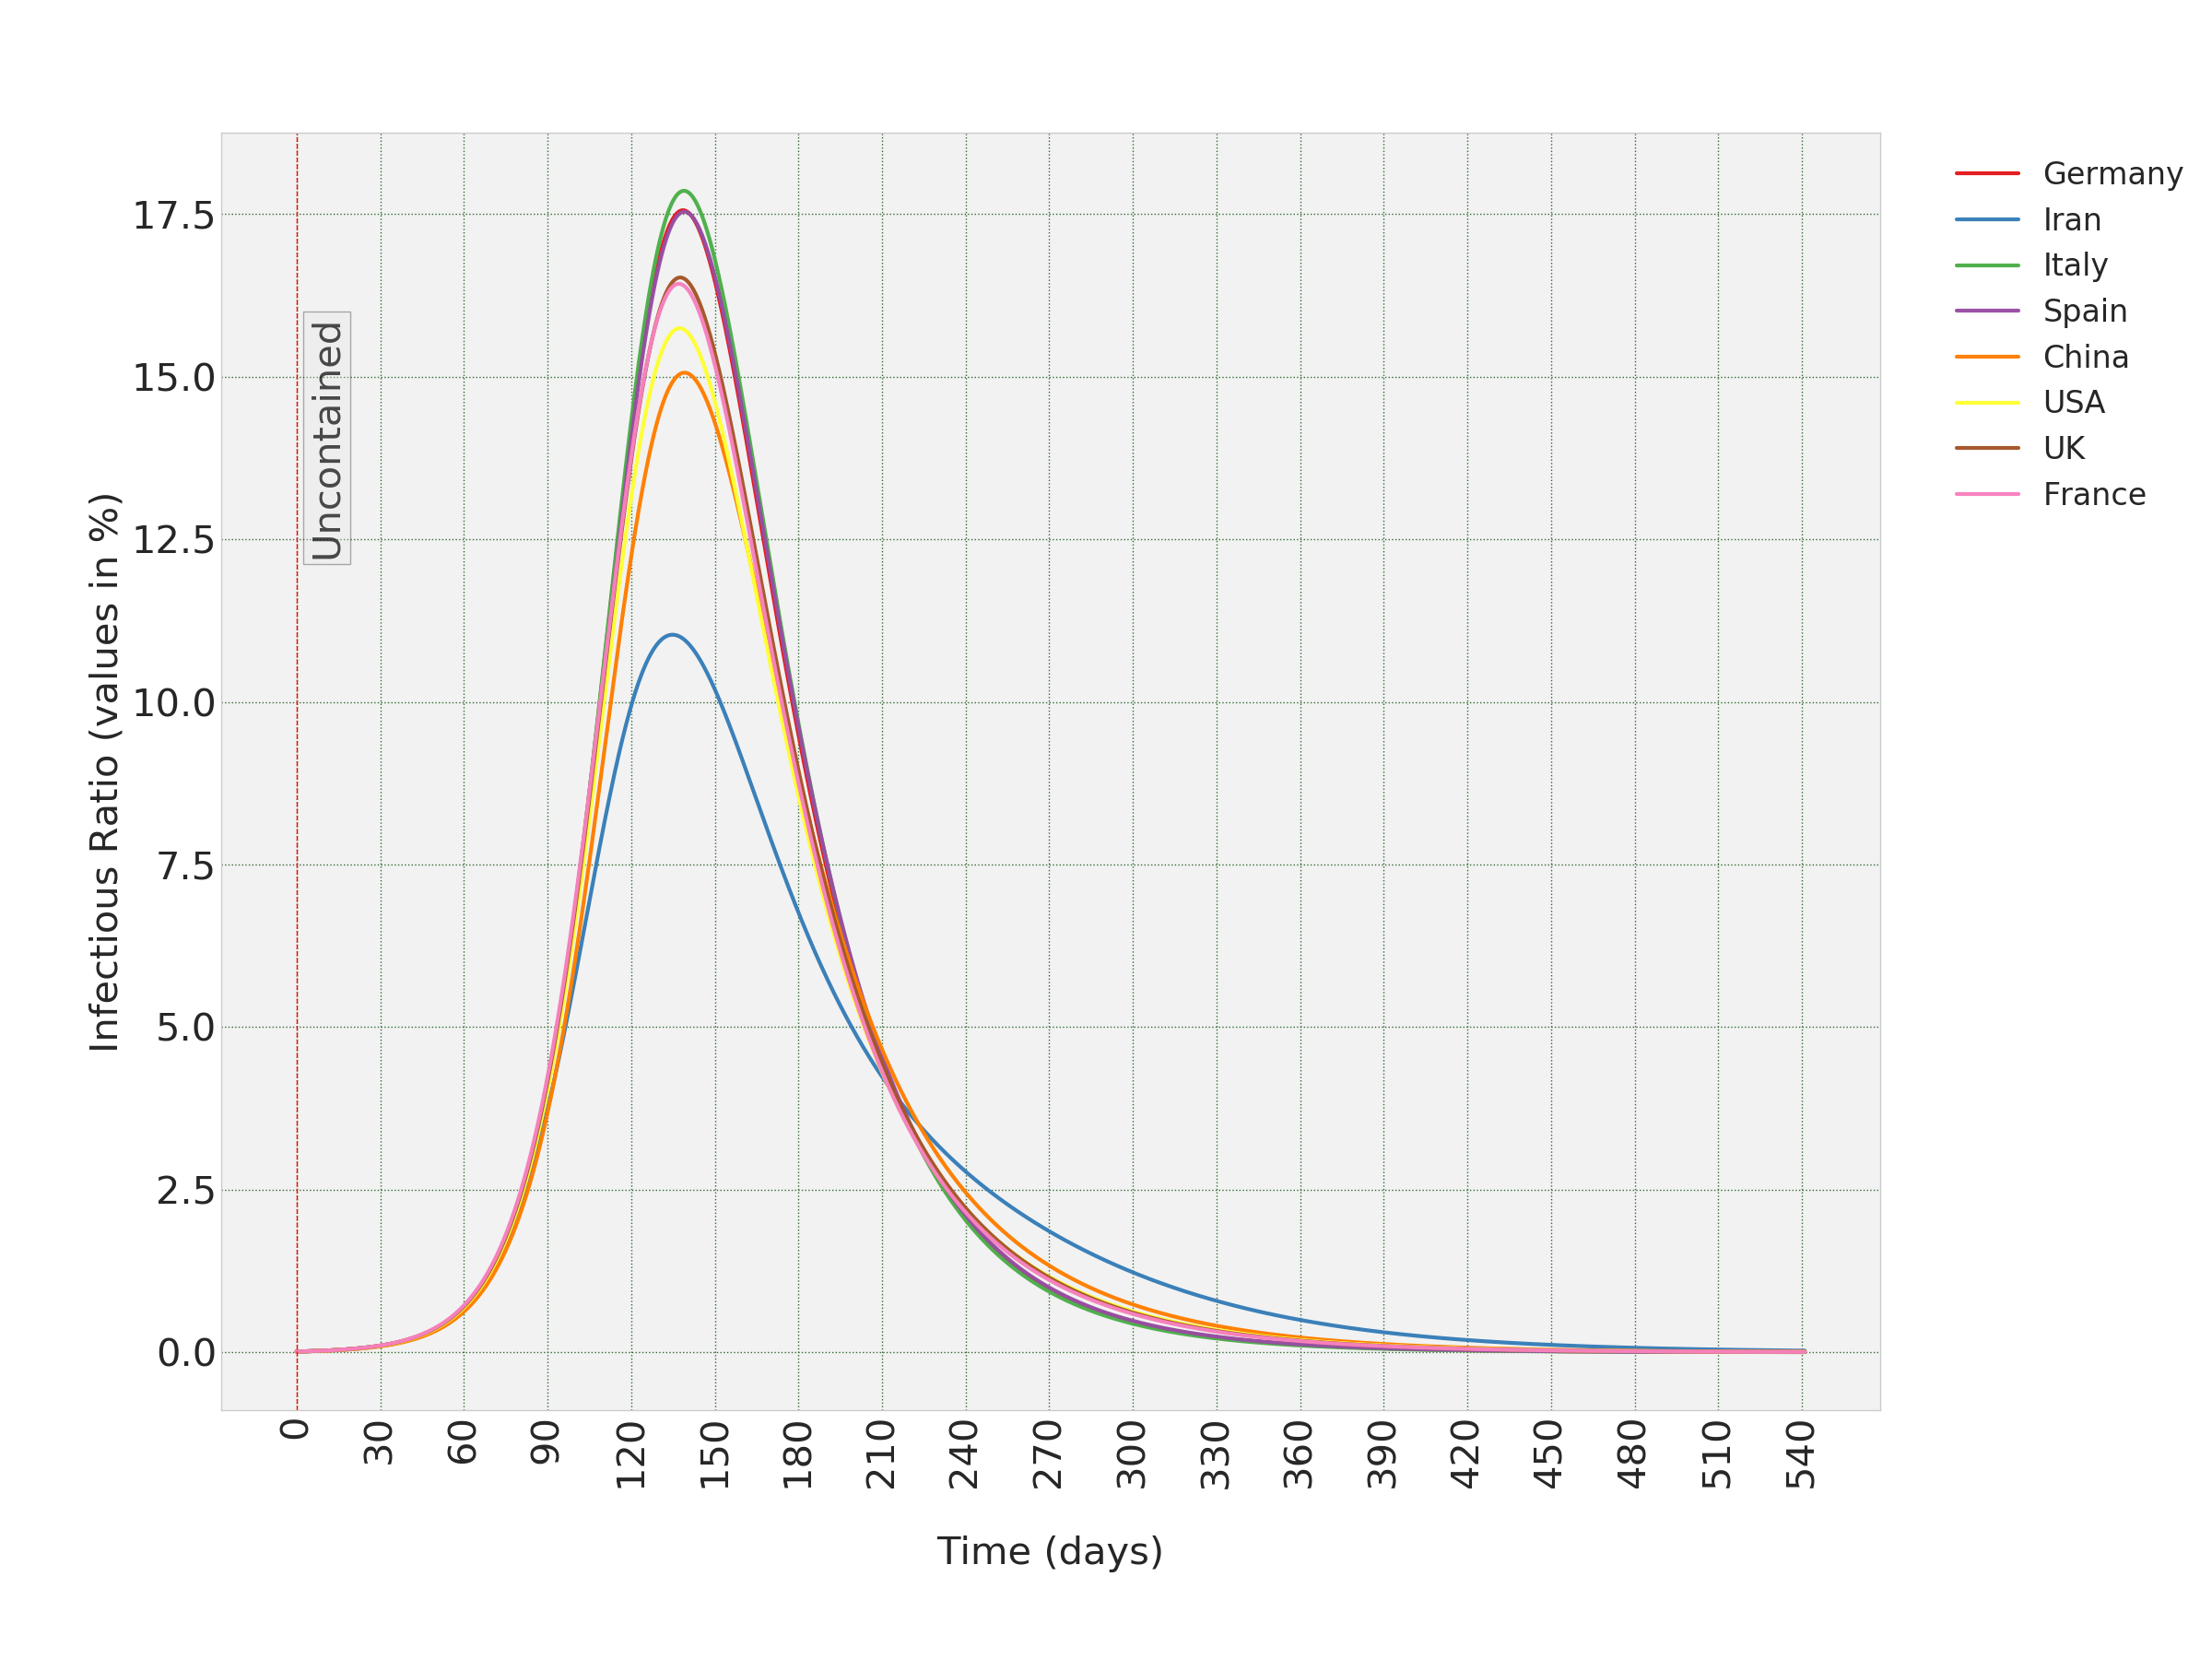 Infectious Ratio (values in %)
17.5
15.0
12.5
10.0
7.5
5.0
2.5
0.0
Uncontained
0 30 60 90 120 150 180 210 240 270 300 330 360 390 420 450 480 510 540
Time (days)
Germany
Iran
Italy
Spain
China
USA
UK
France